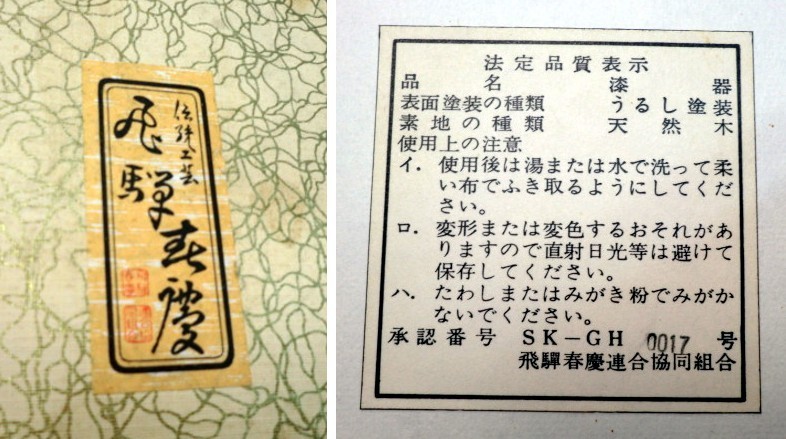 伝統工芸
飛騨春慶
法定品質表示
品名 漆器
表面塗装の種類 うるし塗装
素地の種類 天然木
使用上の注意
イ. 使用後は湯または水で洗って柔
い布でふき取るようにしてくだ
さい。
ロ. 変形または変色するおそれがあ
りますので直射日光等は避けて
保存してください。
ハ. たわしまたはみがき粉でみがか
ないでください。
承認番号 SK-GH 0017 号
飛騨春慶連合協同組合